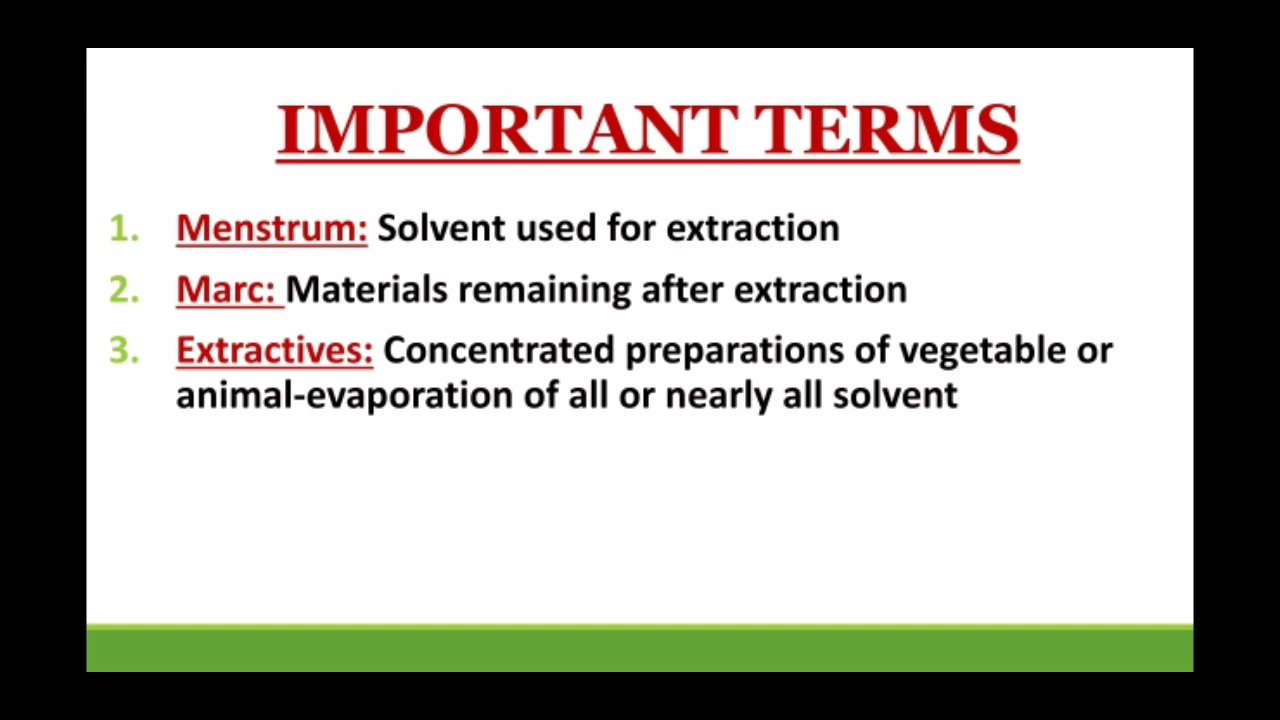 IMPORTANT TERMS
1. Menstrum: Solvent used for extraction
2. Marc: Materials remaining after extraction
3. Extractives: Concentrated preparations of vegetable or
animal-evaporation of all or nearly all solvent